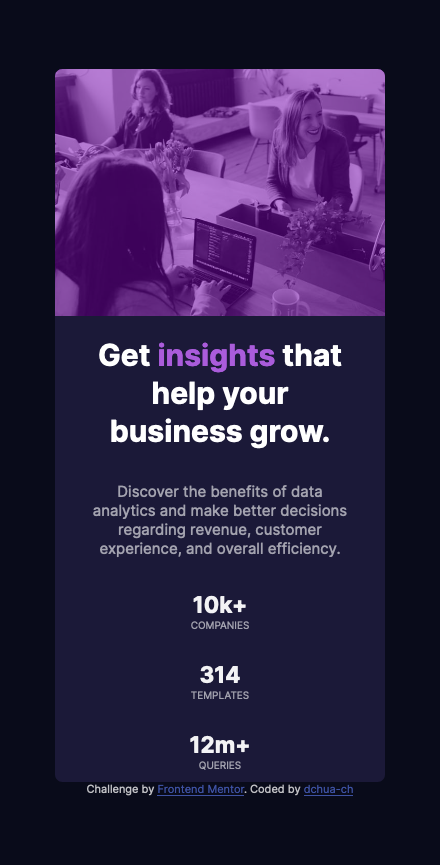 Get insights that
help your
business grow.
Discover the benefits of data
analytics and make better decisions
regarding revenue, customer
experience, and overall efficiency.
10k+
COMPANIES
314
TEMPLATES
12m+
QUERIES
Challenge by Frontend Mentor. Coded by dchua-ch